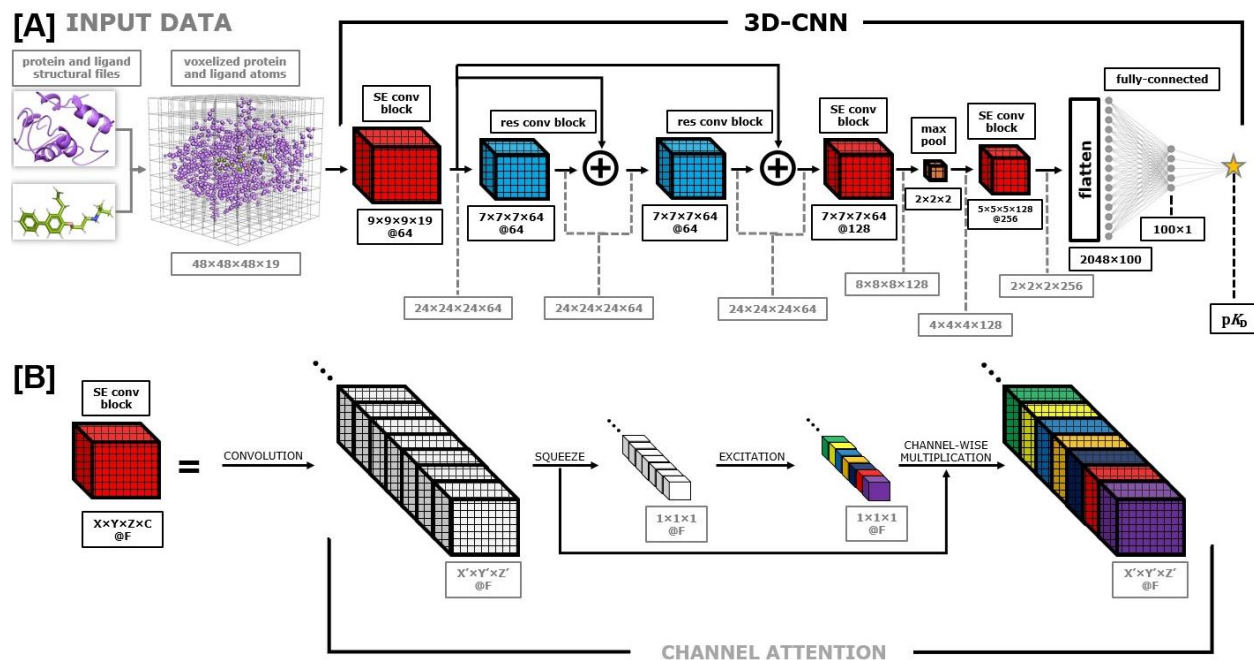 [A] INPUT DATA
3D-CNN
protein and ligand
structural files
voxelized protein
and ligand atoms
48×48×48×19
SE conv
block
9×9×9×19
@64
24×24×24×64
res conv block
7×7×7×64
@64
24×24×24×64
res conv block
7×7×7×64
@64
24×24×24×64
SE conv
block
7×7×7×64
@128
8×8×8×128
max
pool
2×2×2
4×4×4×128
SE conv
block
5×5×5×128
@256
2×2×2×256
fully-connected
flatten
2048×100
100×1
pKD
[B]
SE conv
block
X×Y×Z×C
@F
=
CONVOLUTION
X′×Y′×Z′
@F
SQUEEZE
1×1×1
@F
EXCITATION
1×1×1
@F
CHANNEL-WISE
MULTIPLICATION
X′×Y′×Z′
@F
CHANNEL ATTENTION